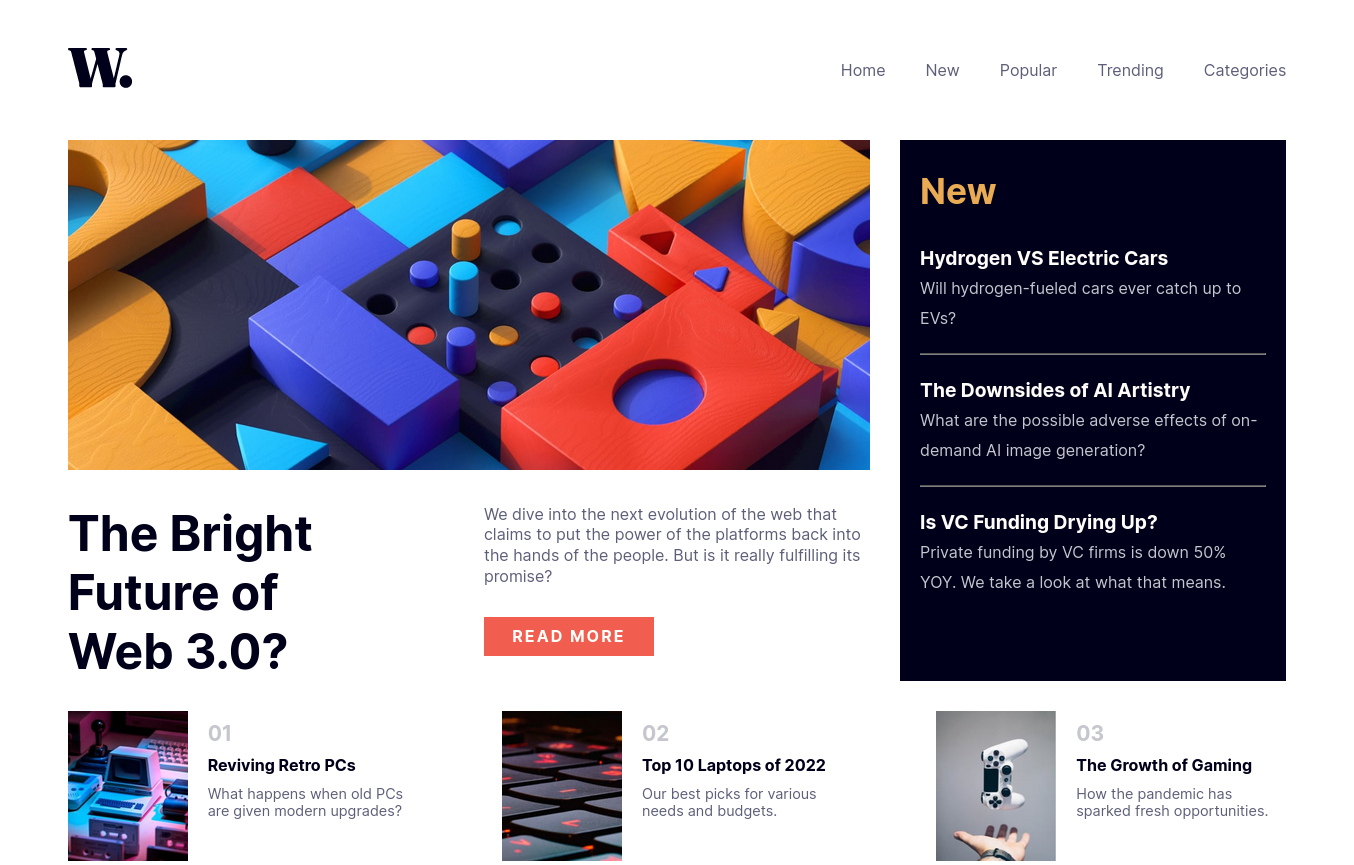 W.
Home New Popular Trending Categories
New
Hydrogen VS Electric Cars
Will hydrogen-fueled cars ever catch up to
EVs?
The Downsides of AI Artistry
What are the possible adverse effects of on-
demand AI image generation?
Is VC Funding Drying Up?
Private funding by VC firms is down 50%
YOY. We take a look at what that means.
The Bright
Future of
Web 3.0?
We dive into the next evolution of the web that
claims to put the power of the platforms back into
the hands of the people. But is it really fulfilling its
promise?
READ MORE
01
Reviving Retro PCs
What happens when old PCs
are given modern upgrades?
02
Top 10 Laptops of 2022
Our best picks for various
needs and budgets.
03
The Growth of Gaming
How the pandemic has
sparked fresh opportunities.